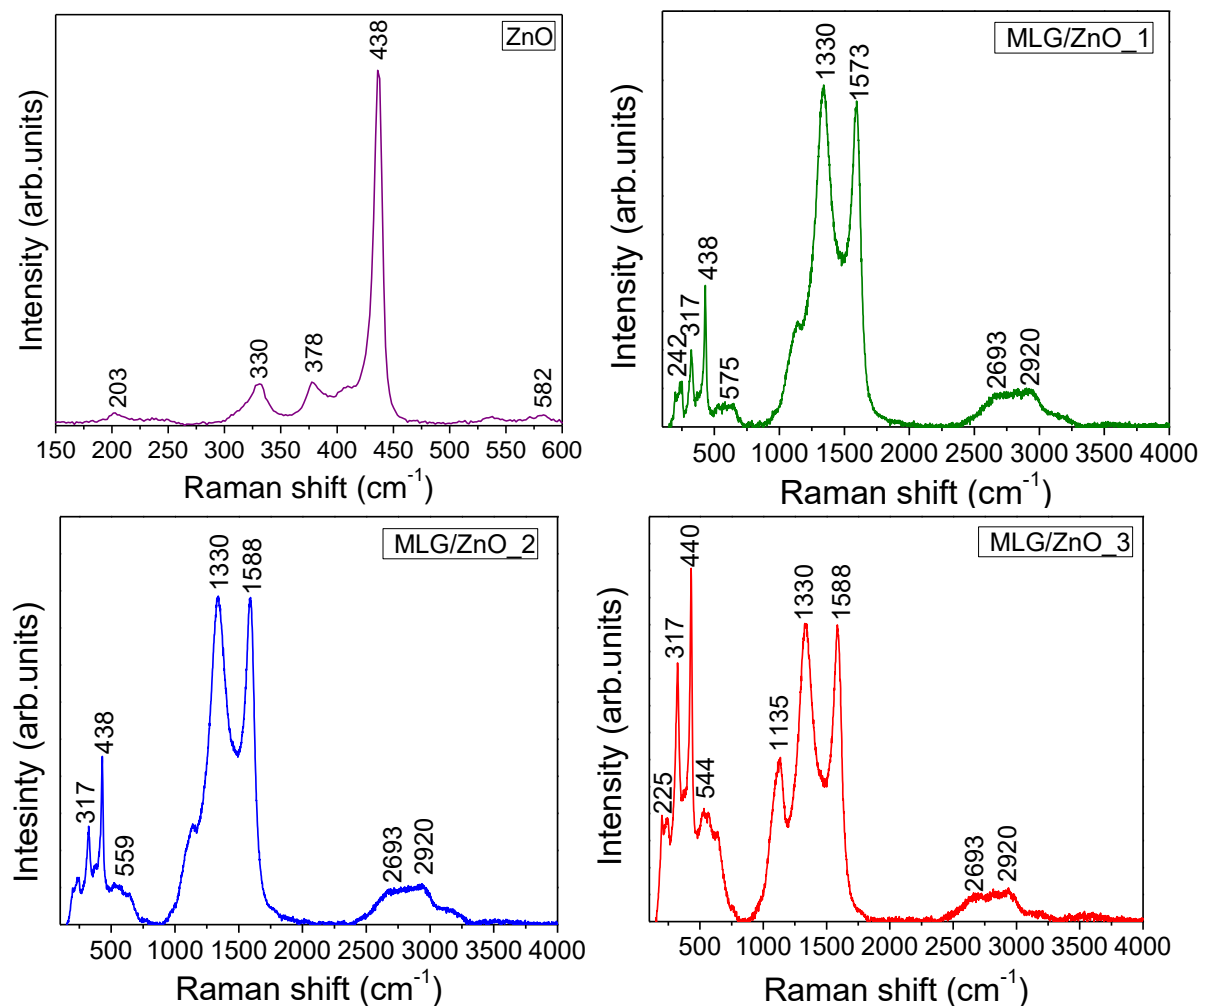 ZnO
438
330
378
203
582
Intensity (arb.units)
150 200 250 300 350 400 450 500 550 600
Raman shift (cm-1)
MLG/ZnO_1
1330
1573
438
317
242
575
2693
2920
Intensity (arb.units)
500 1000 1500 2000 2500 3000 3500 4000
Raman shift (cm-1)
MLG/ZnO_2
1330
1588
438
317
559
2693
2920
Intesinty (arb.units)
500 1000 1500 2000 2500 3000 3500 4000
Raman shift (cm-1)
MLG/ZnO_3
440
1330
1588
317
1135
225
544
2693
2920
Intensity (arb.units)
500 1000 1500 2000 2500 3000 3500 4000
Raman shift (cm-1)